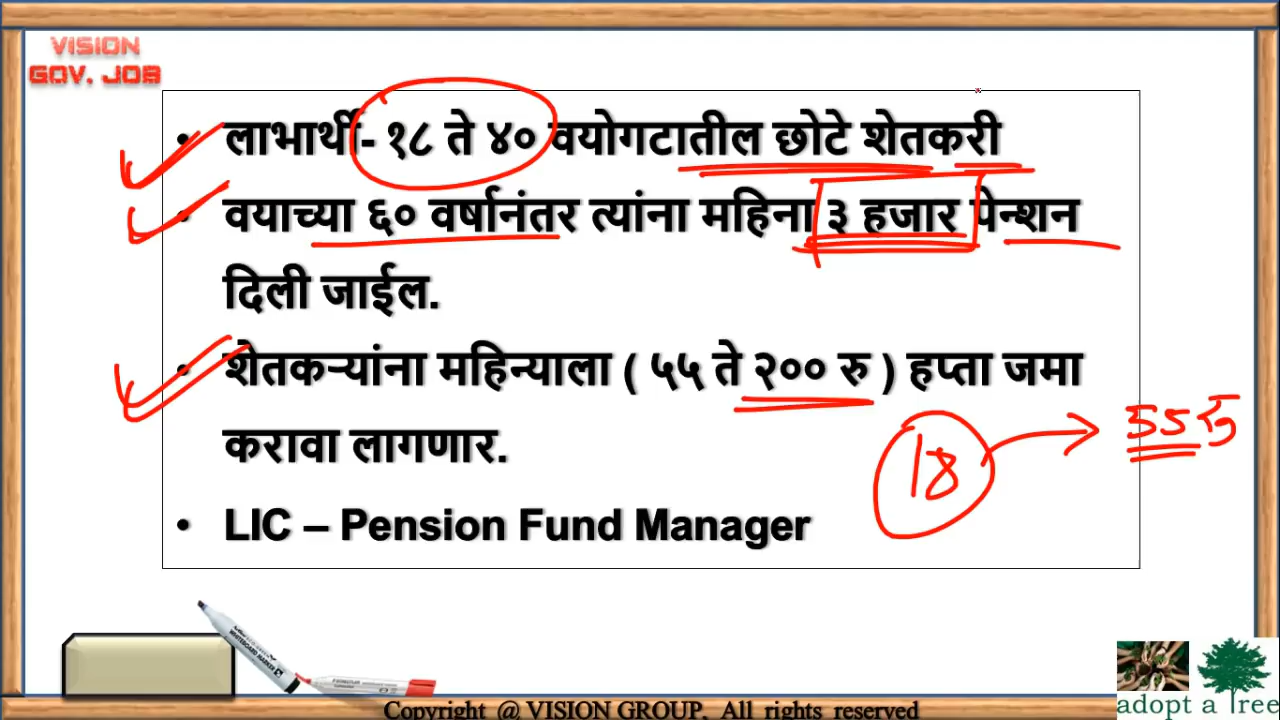 VISION
GOV. JOB
• लाभार्थी- १८ ते ४० वयोगटातील छोटे शेतकरी
• वयाच्या ६० वर्षानंतर त्यांना महिना ३ हजार पेन्शन
दिली जाईल.
• शेतकऱ्यांना महिन्याला ( ५५ ते २०० रु ) हप्ता जमा
करावा लागणार.
18 → 55 रु
• LIC – Pension Fund Manager
adopt a Tree
Copyright @ VISION GROUP. All rights reserved